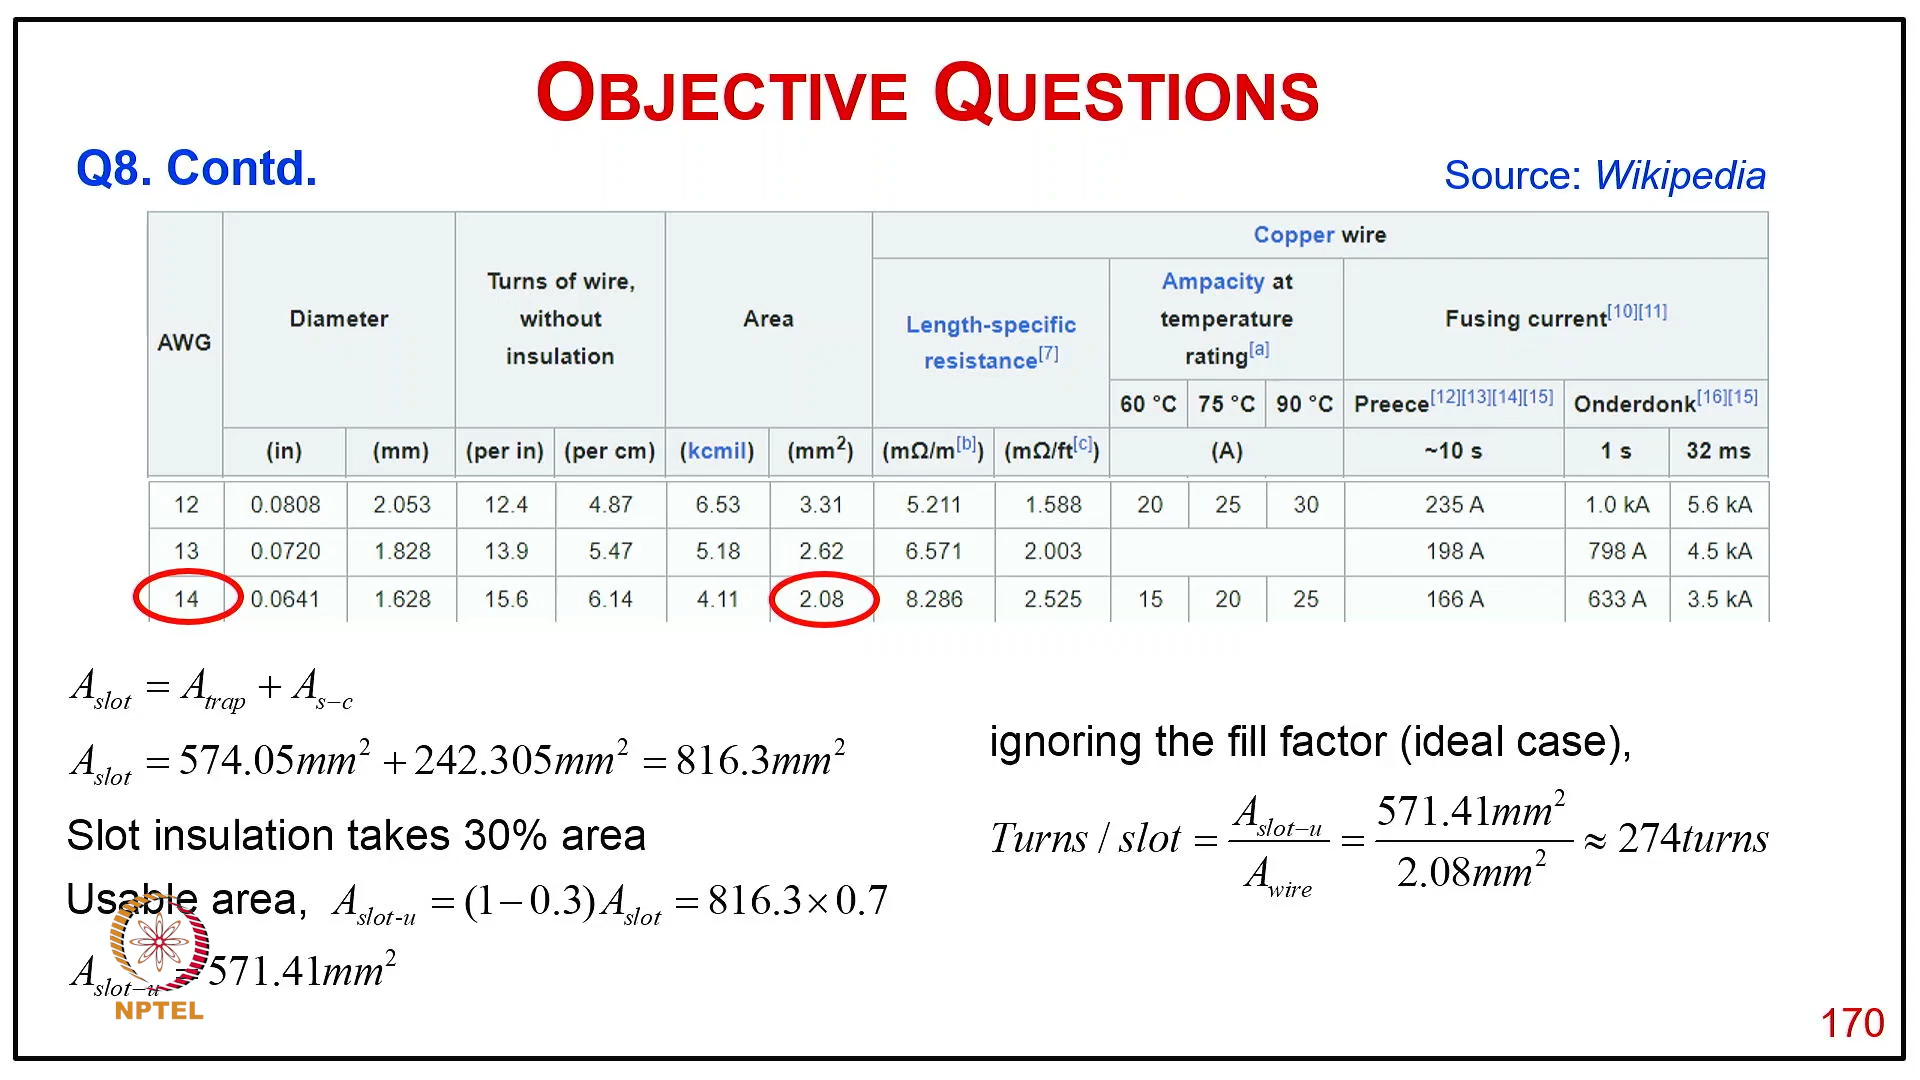 OBJECTIVE QUESTIONS
Q8. Contd.
Source: Wikipedia
AWG Diameter Turns of wire, without insulation Area Copper wire
Length-specific resistance[7] Ampacity at temperature rating[a] Fusing current[10][11]
60 °C 75 °C 90 °C Preece[12][13][14][15] Onderdonk[16][15]
(in) (mm) (per in) (per cm) (kcmil) (mm²) (mΩ/m[b]) (mΩ/ft[c]) (A) ~10 s 1 s 32 ms
12 0.0808 2.053 12.4 4.87 6.53 3.31 5.211 1.588 20 25 30 235 A 1.0 kA 5.6 kA
13 0.0720 1.828 13.9 5.47 5.18 2.62 6.571 2.003 198 A 798 A 4.5 kA
14 0.0641 1.628 15.6 6.14 4.11 2.08 8.286 2.525 15 20 25 166 A 633 A 3.5 kA
A_slot = A_trap + A_s−c
A_slot = 574.05mm² + 242.305mm² = 816.3mm²
Slot insulation takes 30% area
Usable area, A_slot-u = (1−0.3)A_slot = 816.3×0.7
A_slot−u = 571.41mm²
ignoring the fill factor (ideal case),
Turns / slot = A_slot−u / A_wire = 571.41mm² / 2.08mm² ≈ 274turns
NPTEL
170